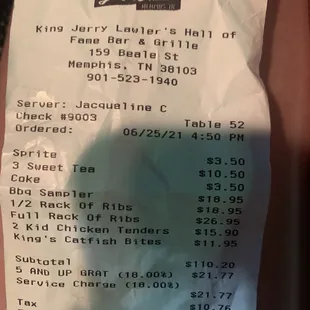 MEMPHIS, TN
King Jerry Lawler's Hall of
Fame Bar & Grille
159 Beale St
Memphis, TN 38103
901-523-1940
Server: Jacqueline C
Check #9003 Table 52
Ordered: 06/25/21 4:50 PM
Sprite $3.50
3 Sweet Tea $10.50
Coke $3.50
Bbq Sampler $18.95
1/2 Rack Of Ribs $18.95
Full Rack Of Ribs $26.95
2 Kid Chicken Tenders $15.90
King's Catfish Bites $11.95
Subtotal $110.20
5 AND UP GRAT (18.00%) $21.77
Service Charge (18.00%)
$21.77
Tax $10.76